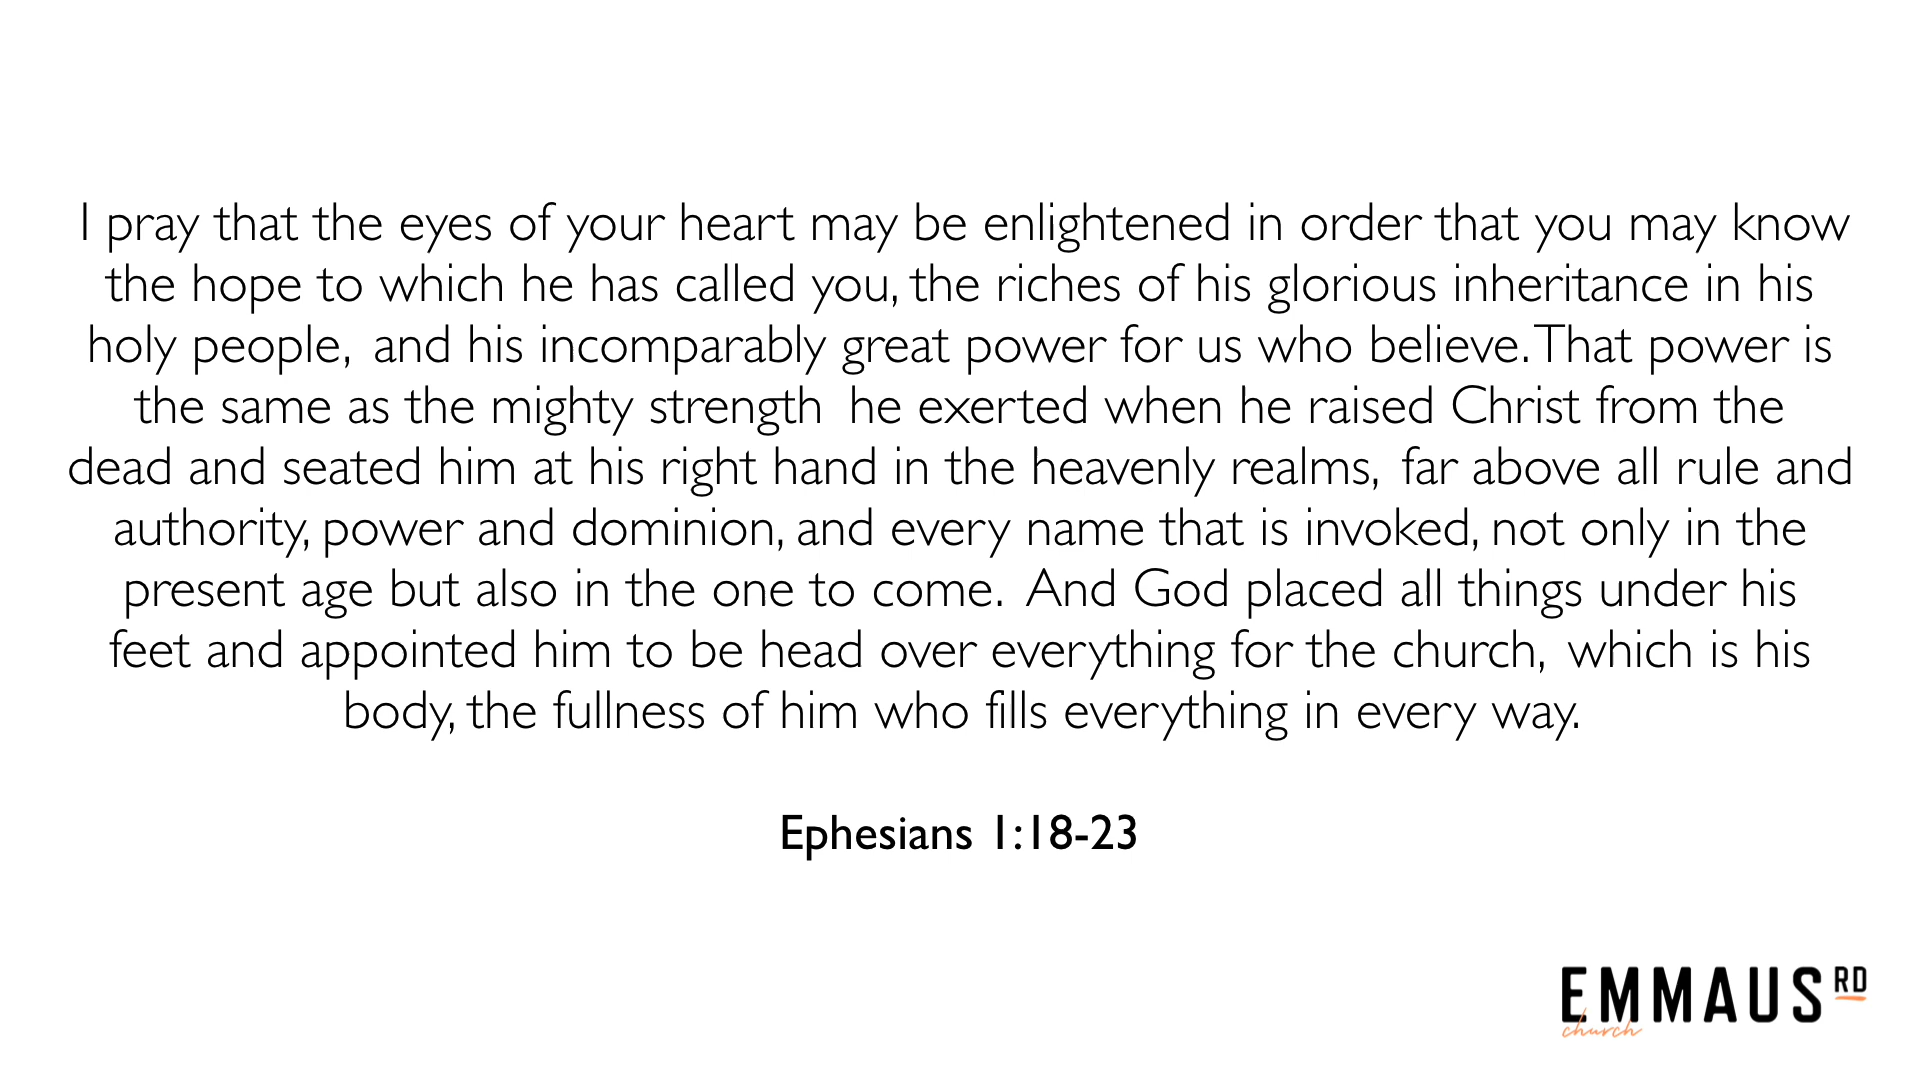 I pray that the eyes of your heart may be enlightened in order that you may know
the hope to which he has called you, the riches of his glorious inheritance in his
holy people, and his incomparably great power for us who believe. That power is
the same as the mighty strength he exerted when he raised Christ from the
dead and seated him at his right hand in the heavenly realms, far above all rule and
authority, power and dominion, and every name that is invoked, not only in the
present age but also in the one to come. And God placed all things under his
feet and appointed him to be head over everything for the church, which is his
body, the fullness of him who fills everything in every way.
Ephesians 1:18-23
EMMAUS RD
church